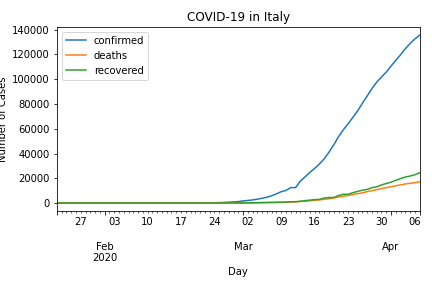 COVID-19 in Italy
140000
120000
100000
80000
60000
40000
20000
0
Number of Cases
confirmed
deaths
recovered
27 03 10 17 24 02 09 16 23 30 06
Feb Mar Apr
2020
Day